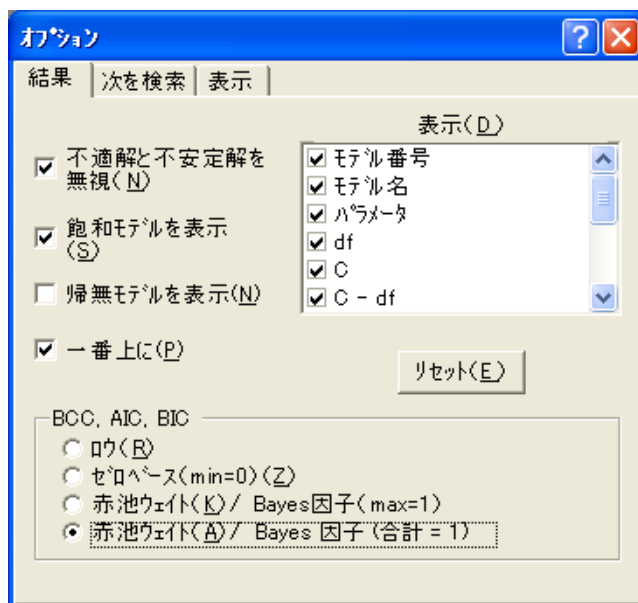 オプション
結果
次を検索
表示
表示(D)
不適解と不安定解を
無視(N)
飽和モデルを表示
(S)
帰無モデルを表示(N)
一番上に(P)
モデル番号
モデル名
パラメータ
df
C
C - df
リセット(E)
BCC, AIC, BIC
ロウ(R)
ゼロベース(min=0)(Z)
赤池ウェイト(K)/ Bayes因子(max=1)
赤池ウェイト(A)/ Bayes 因子 (合計 = 1)